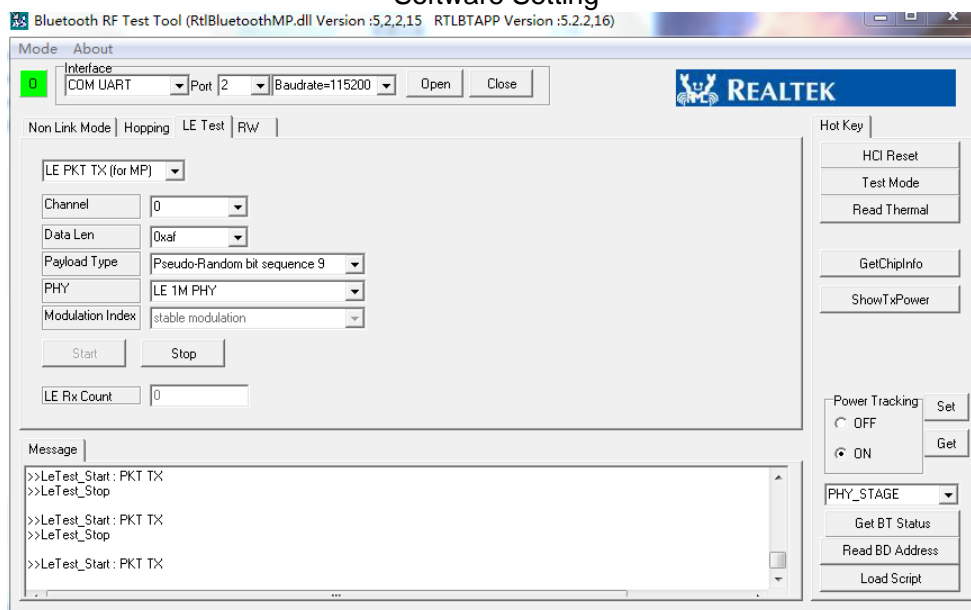 Software Setting
Bluetooth RF Test Tool (RtlBluetoothMP.dll Version :5,2,2,15 RTLBTAPP Version :5.2.2,16)
Mode About
Interface
0 COM UART Port 2 Baudrate=115200 Open Close
REALTEK
Non Link Mode Hopping LE Test RW
Hot Key
HCI Reset
LE PKT TX (for MP)
Test Mode
Channel 0
Read Thermal
Data Len 0xaf
Payload Type Pseudo-Random bit sequence 9
GetChipInfo
PHY LE 1M PHY
ShowTxPower
Modulation Index stable modulation
Start Stop
LE Rx Count 0
Power Tracking
Set
OFF
Get
ON
Message
>>LeTest_Start : PKT TX
>>LeTest_Stop
PHY_STAGE
>>LeTest_Start : PKT TX
>>LeTest_Stop
Get BT Status
Read BD Address
>>LeTest_Start : PKT TX
Load Script